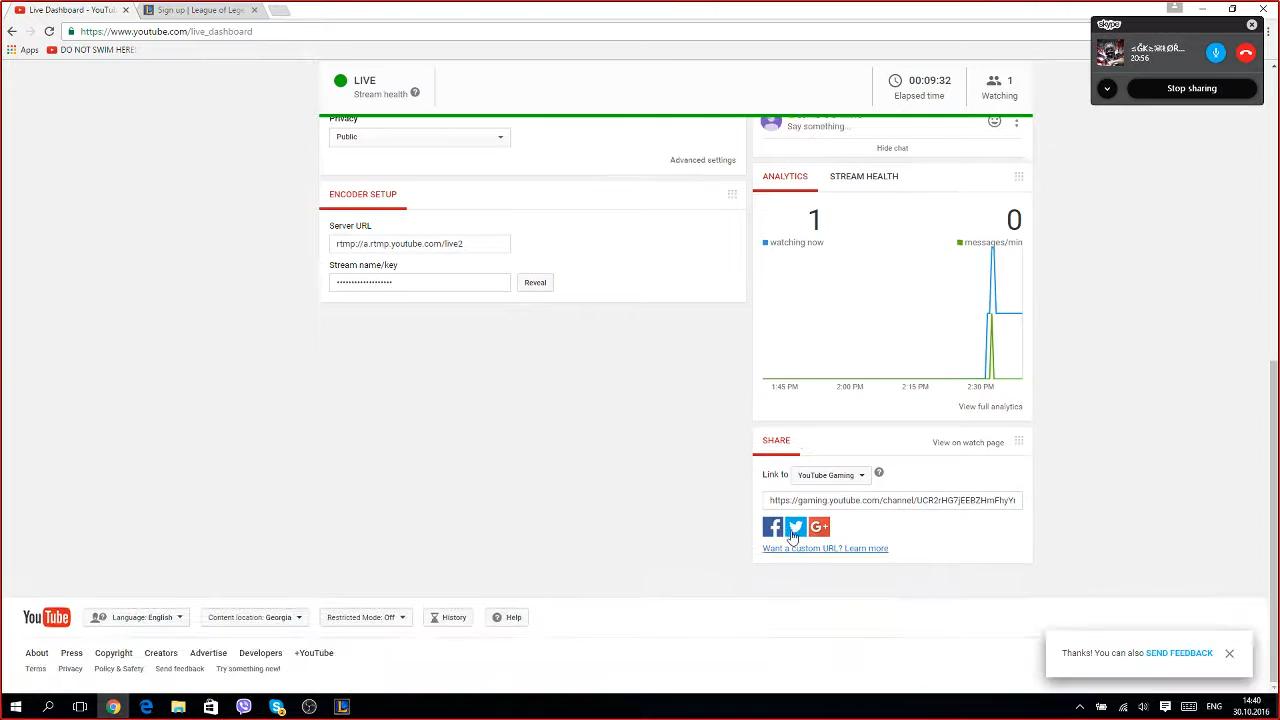 Live Dashboard - YouTu
Sign up | League of Lege
https://www.youtube.com/live_dashboard
Apps
DO NOT SWIM HERE!
skype
20:56
Stop sharing
LIVE
Stream health
00:09:32
Elapsed time
1
Watching
Privacy
Public
Advanced settings
Say something...
Hide chat
ENCODER SETUP
Server URL
rtmp://a.rtmp.youtube.com/live2
Stream name/key
••••••••••••••••••••
Reveal
ANALYTICS
STREAM HEALTH
1
watching now
0
messages/min
1:45 PM
2:00 PM
2:15 PM
2:30 PM
View full analytics
SHARE
View on watch page
Link to
YouTube Gaming
https://gaming.youtube.com/channel/UCR2rHG7jEEBZHmFhyYı
G+
Want a custom URL? Learn more
YouTube
Language: English
Content location: Georgia
Restricted Mode: Off
History
Help
About
Press
Copyright
Creators
Advertise
Developers
+YouTube
Terms
Privacy
Policy & Safety
Send feedback
Try something new!
Thanks! You can also SEND FEEDBACK
ENG
14:40
30.10.2016